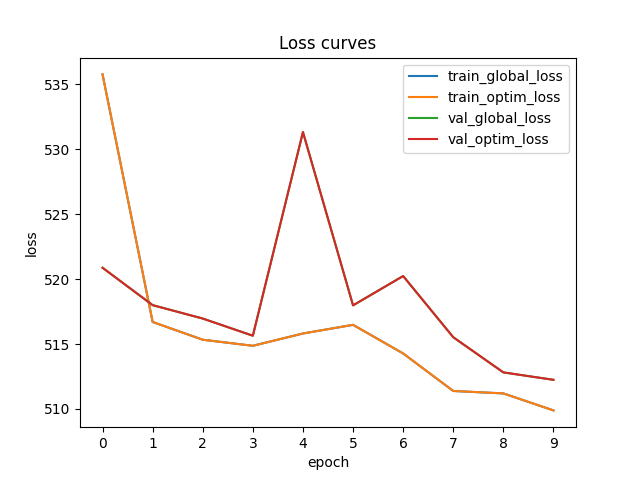 Loss curves
train_global_loss
train_optim_loss
val_global_loss
val_optim_loss
535
530
525
520
515
510
loss
0 1 2 3 4 5 6 7 8 9
epoch